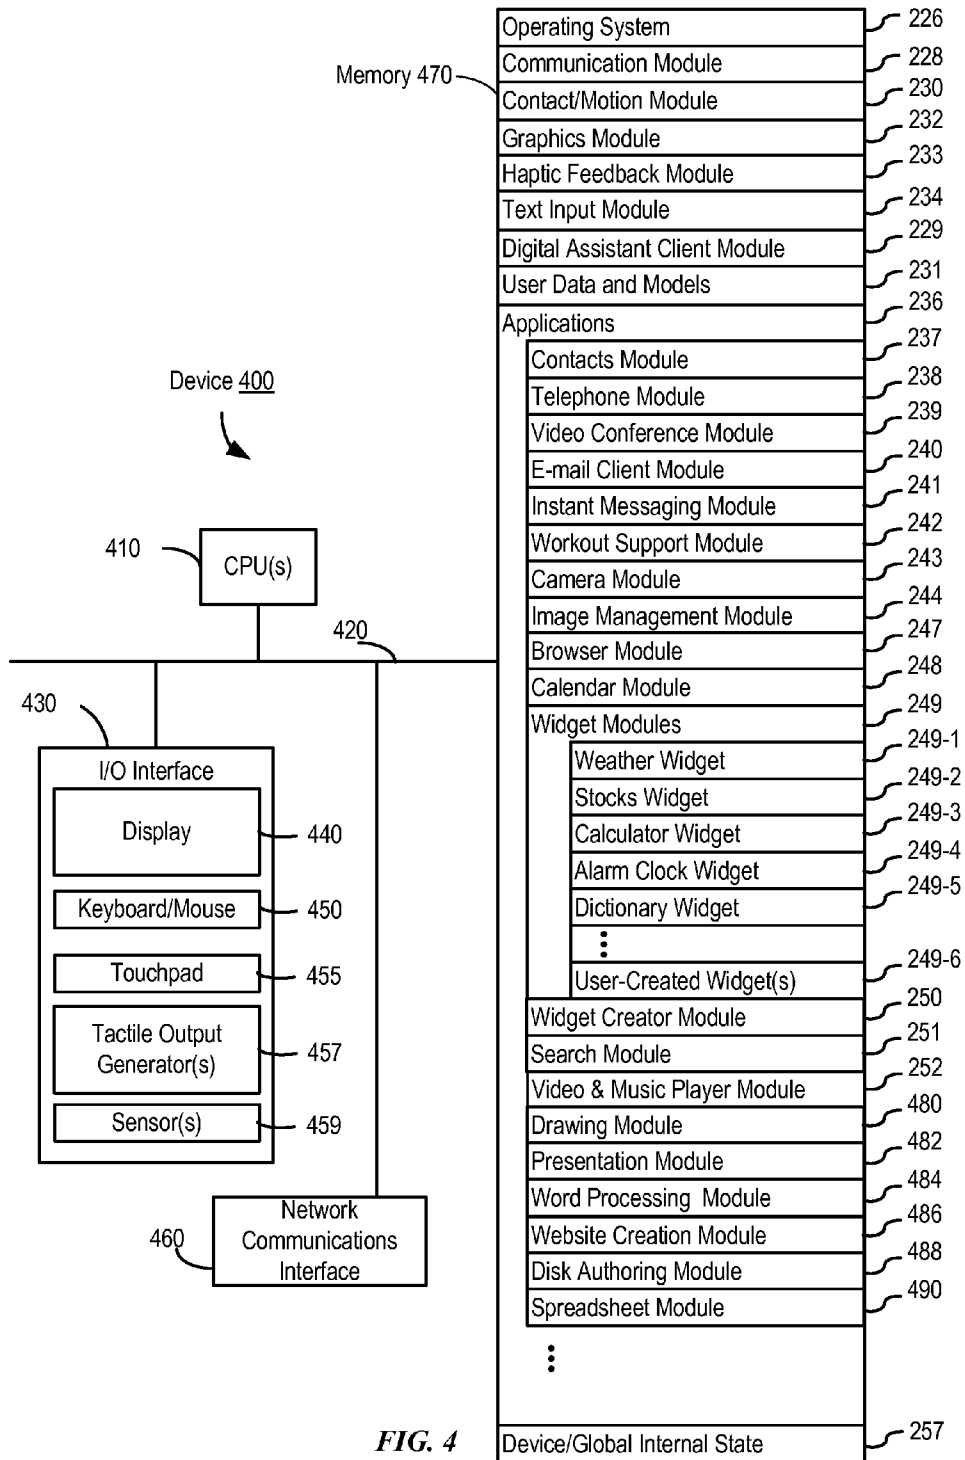 Operating System 226
Communication Module 228
Memory 470
Contact/Motion Module 230
Graphics Module 232
Haptic Feedback Module 233
Text Input Module 234
Digital Assistant Client Module 229
User Data and Models 231
Applications 236
Contacts Module 237
Telephone Module 238
Video Conference Module 239
E-mail Client Module 240
Instant Messaging Module 241
Workout Support Module 242
Camera Module 243
Image Management Module 244
Browser Module 247
Calendar Module 248
Widget Modules 249
Weather Widget 249-1
Stocks Widget 249-2
Calculator Widget 249-3
Alarm Clock Widget 249-4
Dictionary Widget 249-5
User-Created Widget(s) 249-6
Widget Creator Module 250
Search Module 251
Video & Music Player Module 252
Drawing Module 480
Presentation Module 482
Word Processing Module 484
Website Creation Module 486
Disk Authoring Module 488
Spreadsheet Module 490
Device/Global Internal State 257
Device 400
410
CPU(s)
420
430
I/O Interface
Display 440
Keyboard/Mouse 450
Touchpad 455
Tactile Output
Generator(s) 457
Sensor(s) 459
460
Network
Communications
Interface
FIG. 4